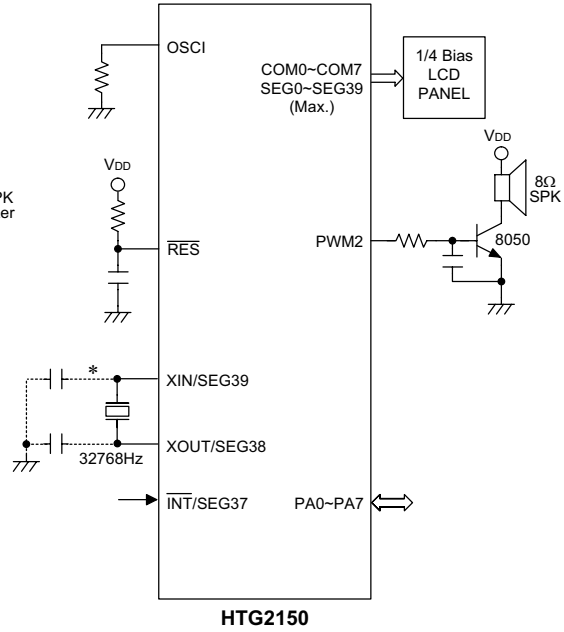 OSCI
COM0~COM7
SEG0~SEG39
(Max.)
1/4 Bias
LCD
PANEL
VDD
8Ω
SPK
VDD
PK
er
RES
PWM2
8050
*
XIN/SEG39
XOUT/SEG38
32768Hz
INT/SEG37
PA0~PA7
HTG2150